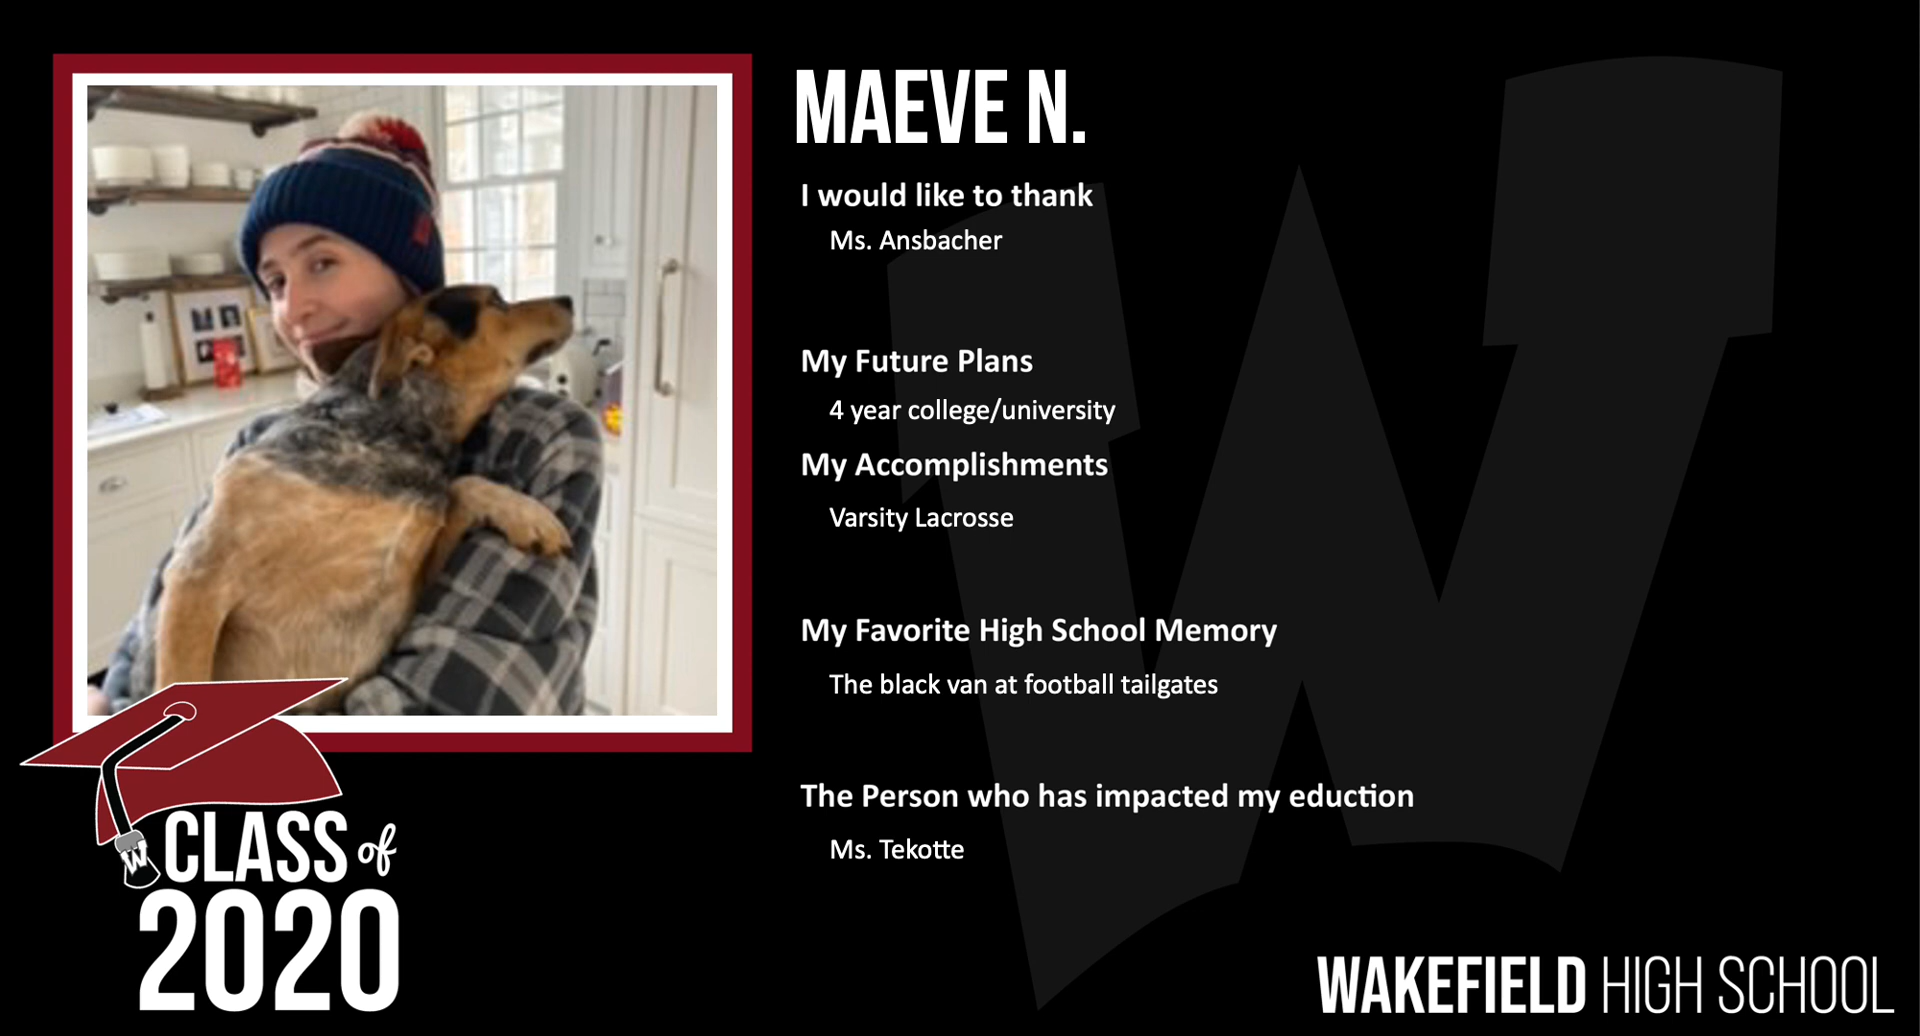 MAEVE N.
I would like to thank
Ms. Ansbacher
My Future Plans
4 year college/university
My Accomplishments
Varsity Lacrosse
My Favorite High School Memory
The black van at football tailgates
The Person who has impacted my eduction
Ms. Tekotte
W
CLASS of
2020
WAKEFIELD HIGH SCHOOL